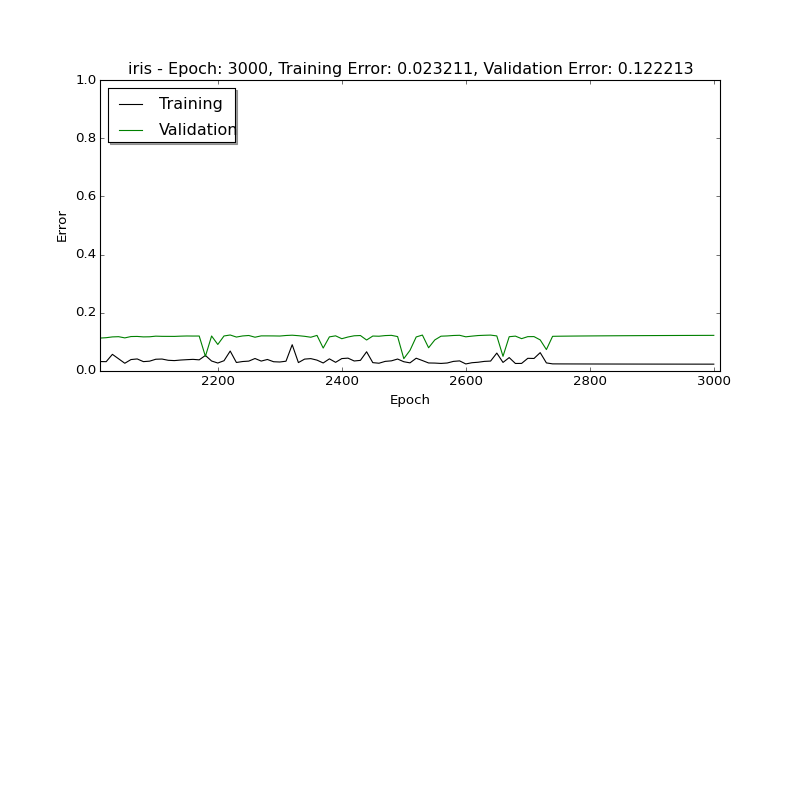 iris - Epoch: 3000, Training Error: 0.023211, Validation Error: 0.122213
1.0
Training
Validation
0.8
0.6
Error
0.4
0.2
0.0
2200 2400 2600 2800 3000
Epoch